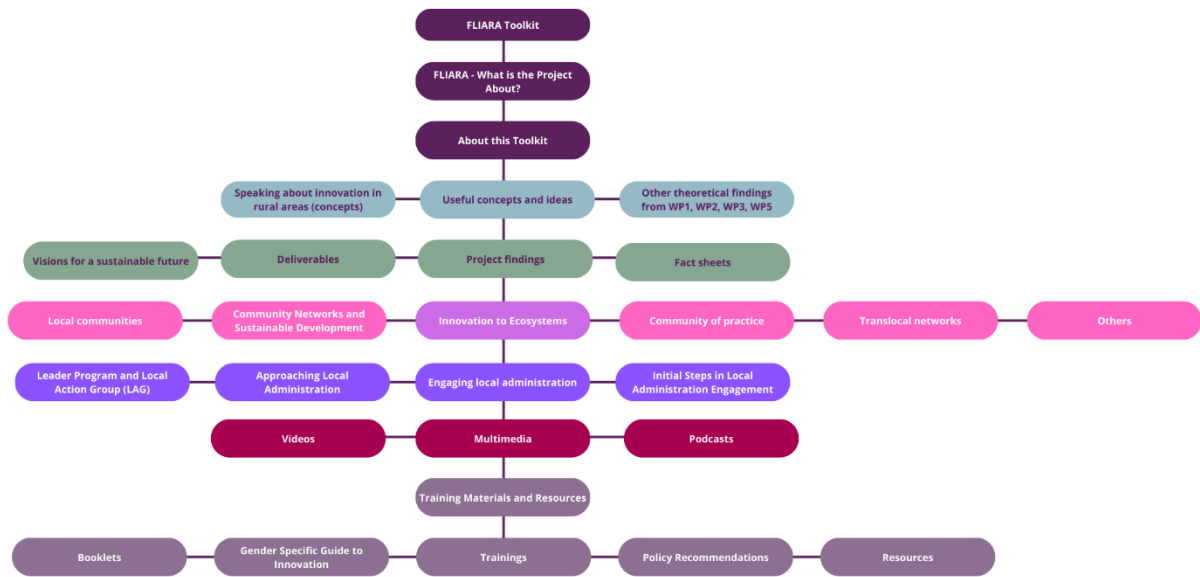 FLIARA Toolkit
FLIARA - What is the Project
About?
About this Toolkit
Speaking about innovation in
rural areas (concepts)
Useful concepts and ideas
Other theoretical findings
from WP1, WP2, WP3, WP5
Visions for a sustainable future
Deliverables
Project findings
Fact sheets
Local communities
Community Networks and
Sustainable Development
Innovation to Ecosystems
Community of practice
Translocal networks
Others
Leader Program and Local
Action Group (LAG)
Approaching Local
Administration
Engaging local administration
Initial Steps in Local
Administration Engagement
Videos
Multimedia
Podcasts
Training Materials and Resources
Booklets
Gender Specific Guide to
Innovation
Trainings
Policy Recommendations
Resources